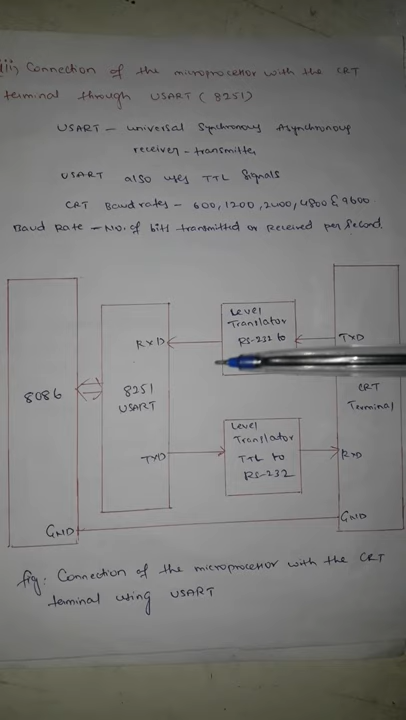 iii, Connection of the microprocessor with the CRT
terminal through USART (8251)
USART - universal Synchronous Asynchronous
receiver - transmitter
USART also uses TTL Signals
CRT Baud rates - 600, 1200, 2400, 4800 & 9600.
Baud Rate - No. of bits transmitted or Received per Second.
8086
GND
8251
USART
RXD
TXD
Level
Translator
RS-232 to
Level
Translator
TTL to
RS-232
TXD
CRT
Terminal
RXD
GND
fig: Connection of the microprocessor with the CRT
terminal using USART